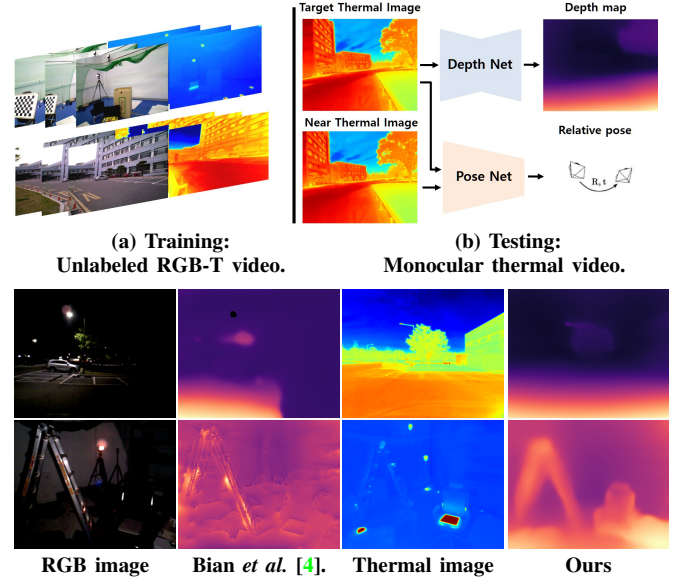 Target Thermal Image
Depth map
Depth Net
Near Thermal Image
Relative pose
Pose Net
R, t
(a) Training:
Unlabeled RGB-T video.
(b) Testing:
Monocular thermal video.
RGB image
Bian et al. [4].
Thermal image
Ours